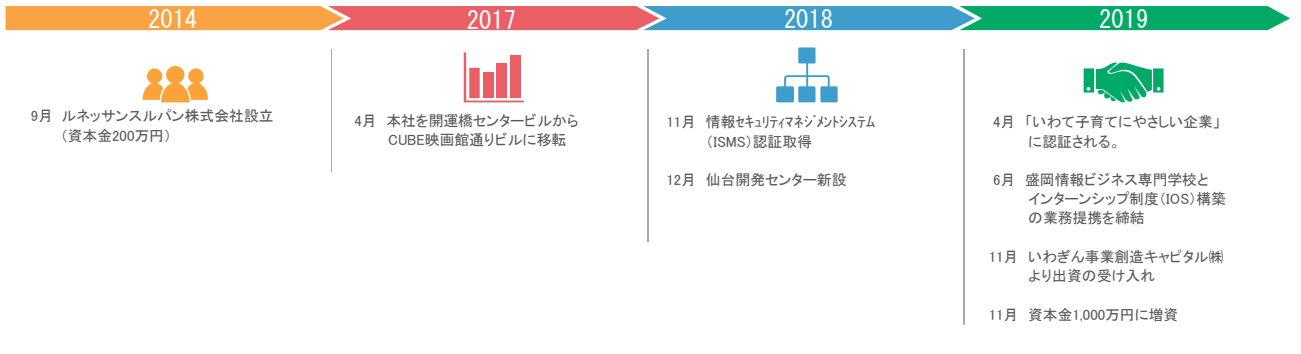 2014
2017
2018
2019
9月 ルネッサンスルパン株式会社設立
(資本金200万円)
4月 本社を開運橋センタービルから
CUBE映画館通りビルに移転
11月 情報ｾｷｭﾘﾃｨﾏﾈｼﾞﾒﾝﾄｼｽﾃﾑ
(ISMS)認証取得
12月 仙台開発センター新設
4月 「いわて子育てにやさしい企業」
に認証される。
6月 盛岡情報ビジネス専門学校と
インターンシップ制度(IOS)構築
の業務提携を締結
11月 いわぎん事業創造キャピタル㈱
より出資の受け入れ
11月 資本金1,000万円に増資